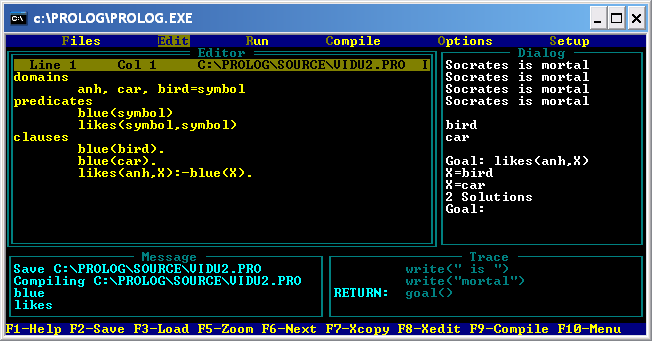 c:\PROLOG\PROLOG.EXE
Files Edit Run Compile Options Setup
Editor
Line 1 Col 1 C:\PROLOG\SOURCE\VIDU2.PRO I
domains
anh, car, bird=symbol
predicates
blue(symbol)
likes(symbol,symbol)
clauses
blue(bird).
blue(car).
likes(anh,X):-blue(X).
Dialog
Socrates is mortal
Socrates is mortal
Socrates is mortal
Socrates is mortal
bird
car
Goal: likes(anh,X)
X=bird
X=car
2 Solutions
Goal:
Message
Save C:\PROLOG\SOURCE\VIDU2.PRO
Compiling C:\PROLOG\SOURCE\VIDU2.PRO
blue
likes
Trace
write(" is ")
write("mortal")
RETURN: goal()
F1-Help F2-Save F3-Load F5-Zoom F6-Next F7-Xcopy F8-Xedit F9-Compile F10-Menu